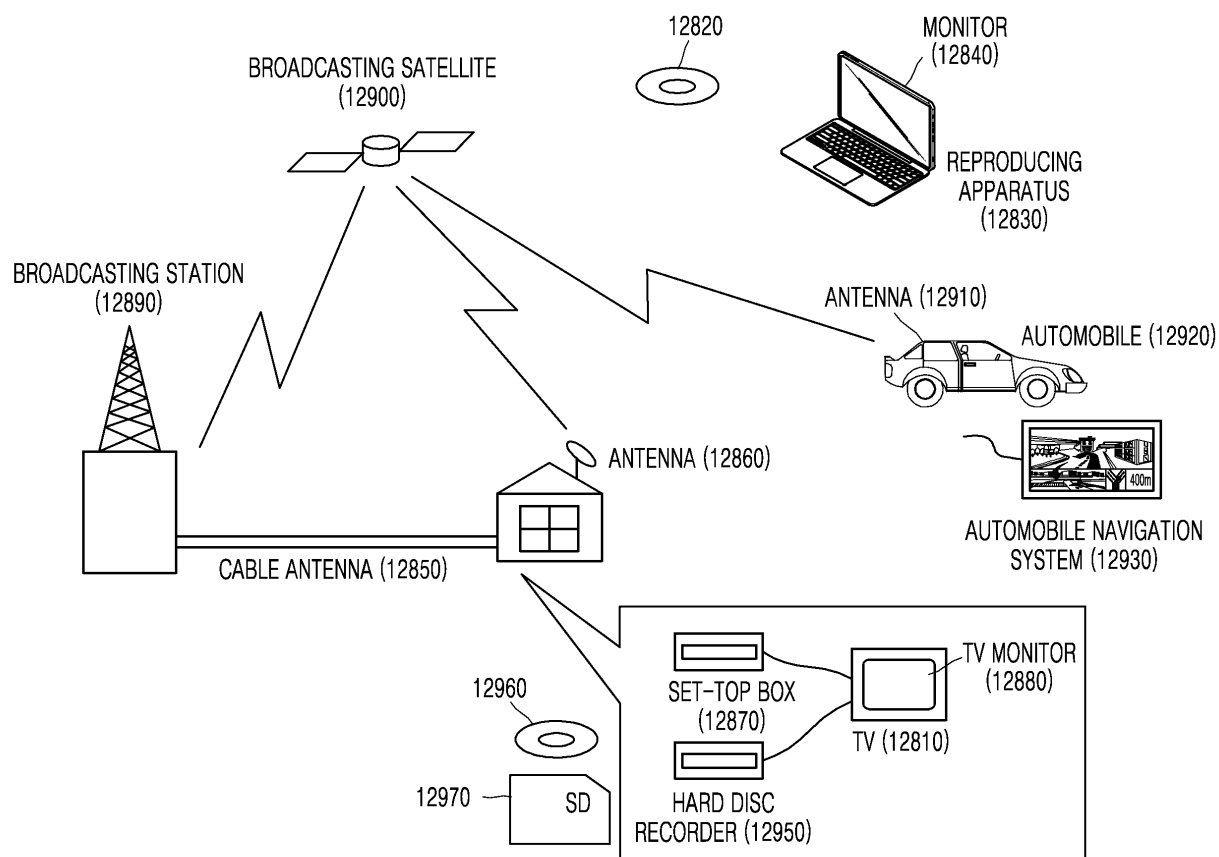 12820
MONITOR
(12840)
BROADCASTING SATELLITE
(12900)
REPRODUCING
APPARATUS
(12830)
BROADCASTING STATION
(12890)
ANTENNA (12910)
AUTOMOBILE (12920)
ANTENNA (12860)
400m
AUTOMOBILE NAVIGATION
SYSTEM (12930)
CABLE ANTENNA (12850)
TV MONITOR
(12880)
SET-TOP BOX
(12870)
TV (12810)
12960
12970
SD
HARD DISC
RECORDER (12950)